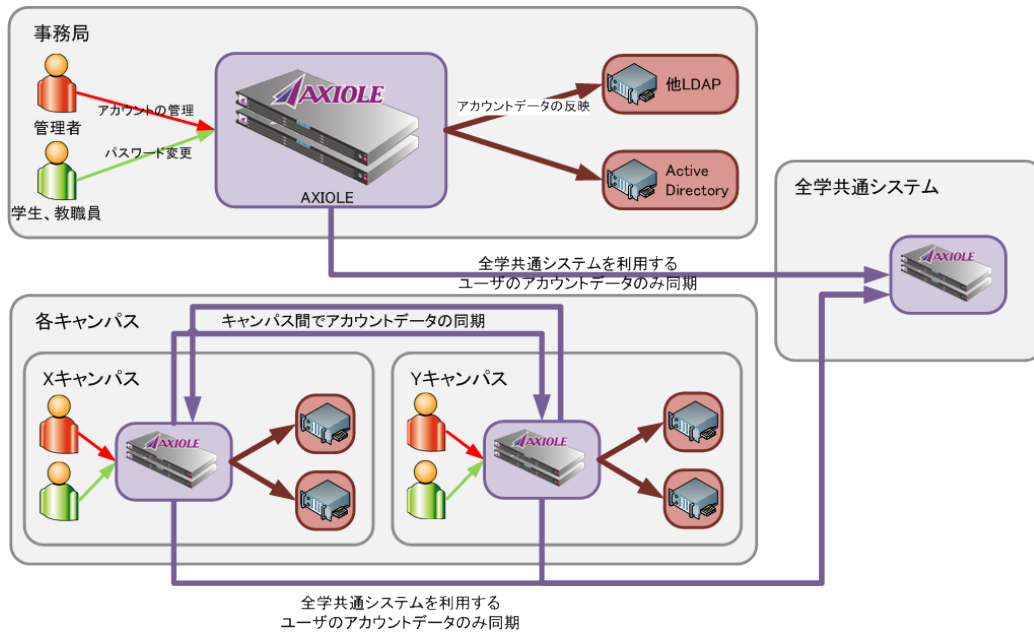 事務局
AXIOLE
アカウントの管理
管理者
パスワード変更
学生、教職員
AXIOLE
アカウントデータの反映
他LDAP
Active
Directory
全学共通システム
AXIOLE
全学共通システムを利用する
ユーザのアカウントデータのみ同期
各キャンパス
キャンパス間でアカウントデータの同期
Xキャンパス
AXIOLE
Yキャンパス
AXIOLE
全学共通システムを利用する
ユーザのアカウントデータのみ同期